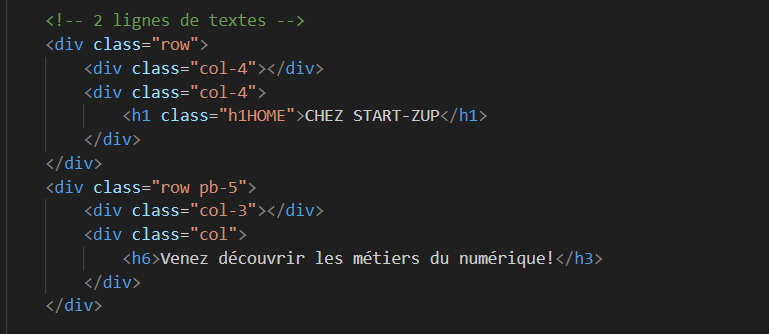 <!-- 2 lignes de textes -->
<div class="row">
<div class="col-4"></div>
<div class="col-4">
<h1 class="h1HOME">CHEZ START-ZUP</h1>
</div>
</div>
<div class="row pb-5">
<div class="col-3"></div>
<div class="col">
<h6>Venez découvrir les métiers du numérique!</h3>
</div>
</div>